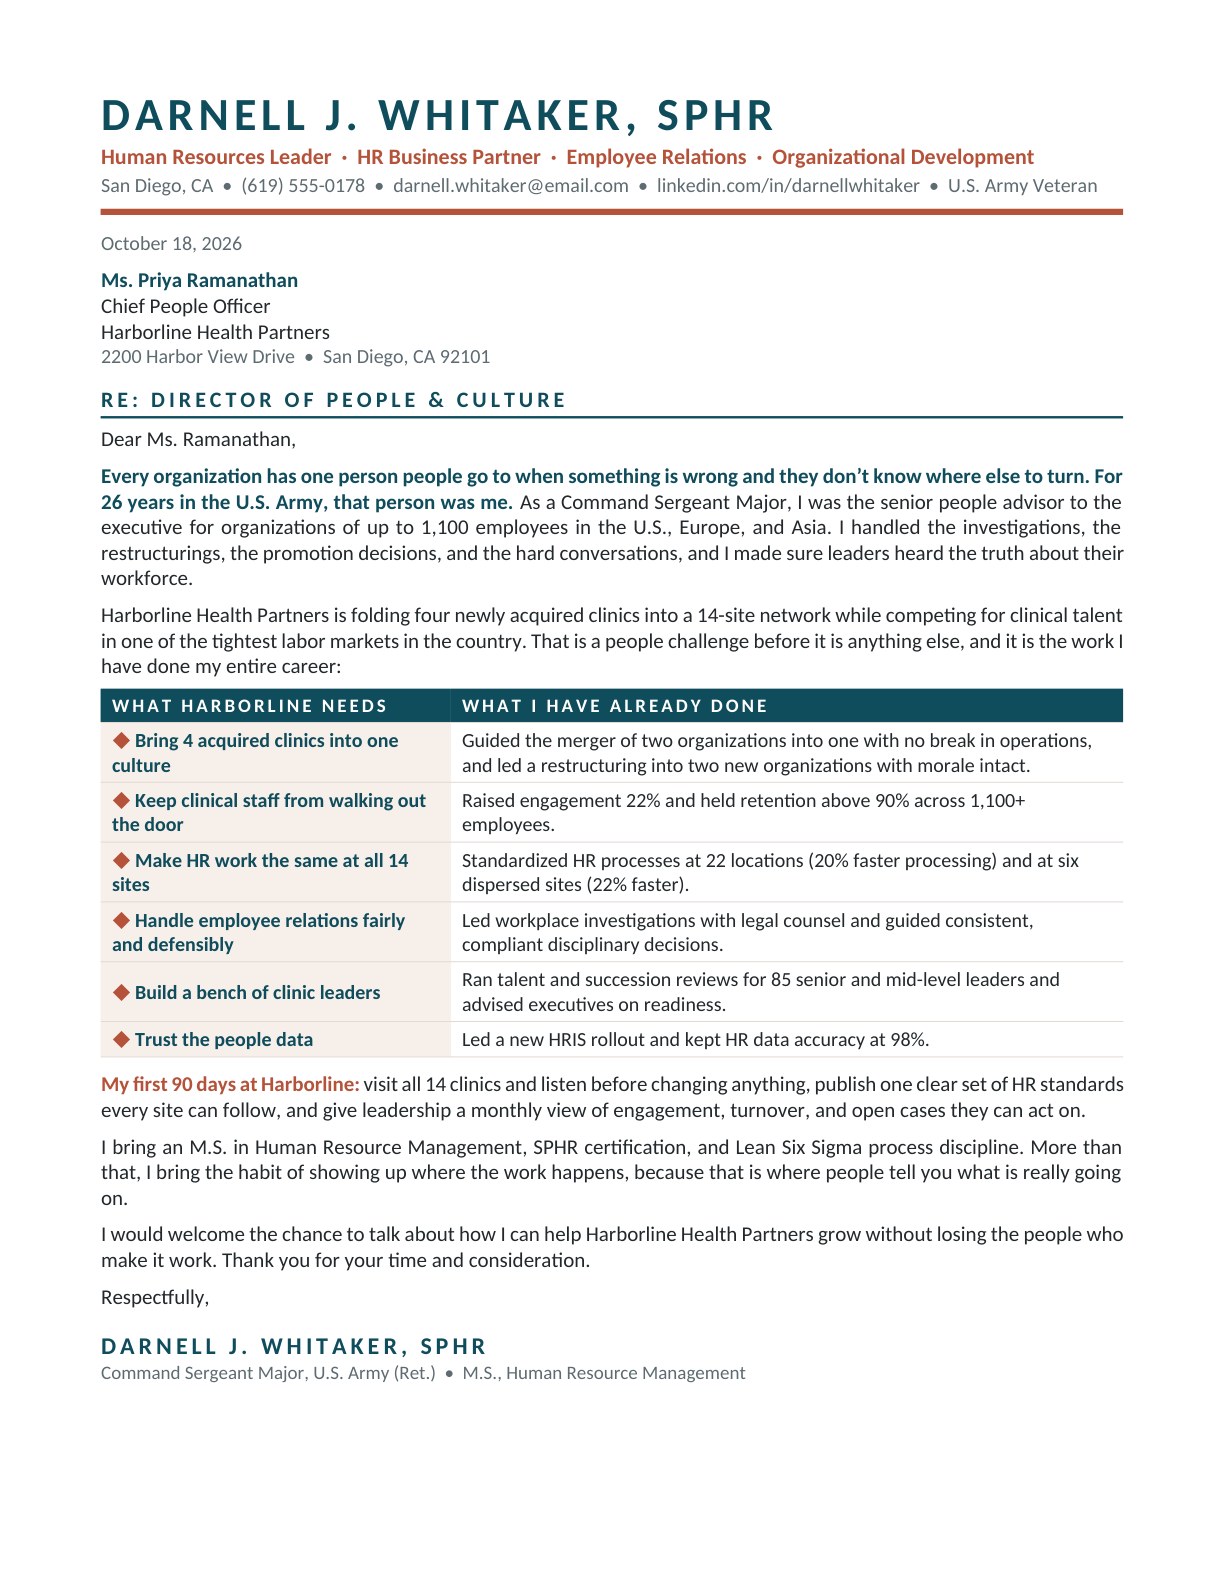 DARNELL J. WHITAKER, SPHR
Human Resources Leader · HR Business Partner · Employee Relations · Organizational Development
San Diego, CA ● (619) 555-0178 ● darnell.whitaker@email.com ● linkedin.com/in/darnellwhitaker ● U.S. Army Veteran
October 18, 2026
Ms. Priya Ramanathan
Chief People Officer
Harborline Health Partners
2200 Harbor View Drive ● San Diego, CA 92101
RE: DIRECTOR OF PEOPLE & CULTURE
Dear Ms. Ramanathan,
Every organization has one person people go to when something is wrong and they don’t know where else to turn. For
26 years in the U.S. Army, that person was me. As a Command Sergeant Major, I was the senior people advisor to the
executive for organizations of up to 1,100 employees in the U.S., Europe, and Asia. I handled the investigations, the
restructurings, the promotion decisions, and the hard conversations, and I made sure leaders heard the truth about their
workforce.
Harborline Health Partners is folding four newly acquired clinics into a 14-site network while competing for clinical talent
in one of the tightest labor markets in the country. That is a people challenge before it is anything else, and it is the work I
have done my entire career:
WHAT HARBORLINE NEEDS
WHAT I HAVE ALREADY DONE
◆ Bring 4 acquired clinics into one
culture
Guided the merger of two organizations into one with no break in operations,
and led a restructuring into two new organizations with morale intact.
◆ Keep clinical staff from walking out
the door
Raised engagement 22% and held retention above 90% across 1,100+
employees.
◆ Make HR work the same at all 14
sites
Standardized HR processes at 22 locations (20% faster processing) and at six
dispersed sites (22% faster).
◆ Handle employee relations fairly
and defensibly
Led workplace investigations with legal counsel and guided consistent,
compliant disciplinary decisions.
◆ Build a bench of clinic leaders
Ran talent and succession reviews for 85 senior and mid-level leaders and
advised executives on readiness.
◆ Trust the people data
Led a new HRIS rollout and kept HR data accuracy at 98%.
My first 90 days at Harborline: visit all 14 clinics and listen before changing anything, publish one clear set of HR standards
every site can follow, and give leadership a monthly view of engagement, turnover, and open cases they can act on.
I bring an M.S. in Human Resource Management, SPHR certification, and Lean Six Sigma process discipline. More than
that, I bring the habit of showing up where the work happens, because that is where people tell you what is really going
on.
I would welcome the chance to talk about how I can help Harborline Health Partners grow without losing the people who
make it work. Thank you for your time and consideration.
Respectfully,
DARNELL J. WHITAKER, SPHR
Command Sergeant Major, U.S. Army (Ret.) ● M.S., Human Resource Management